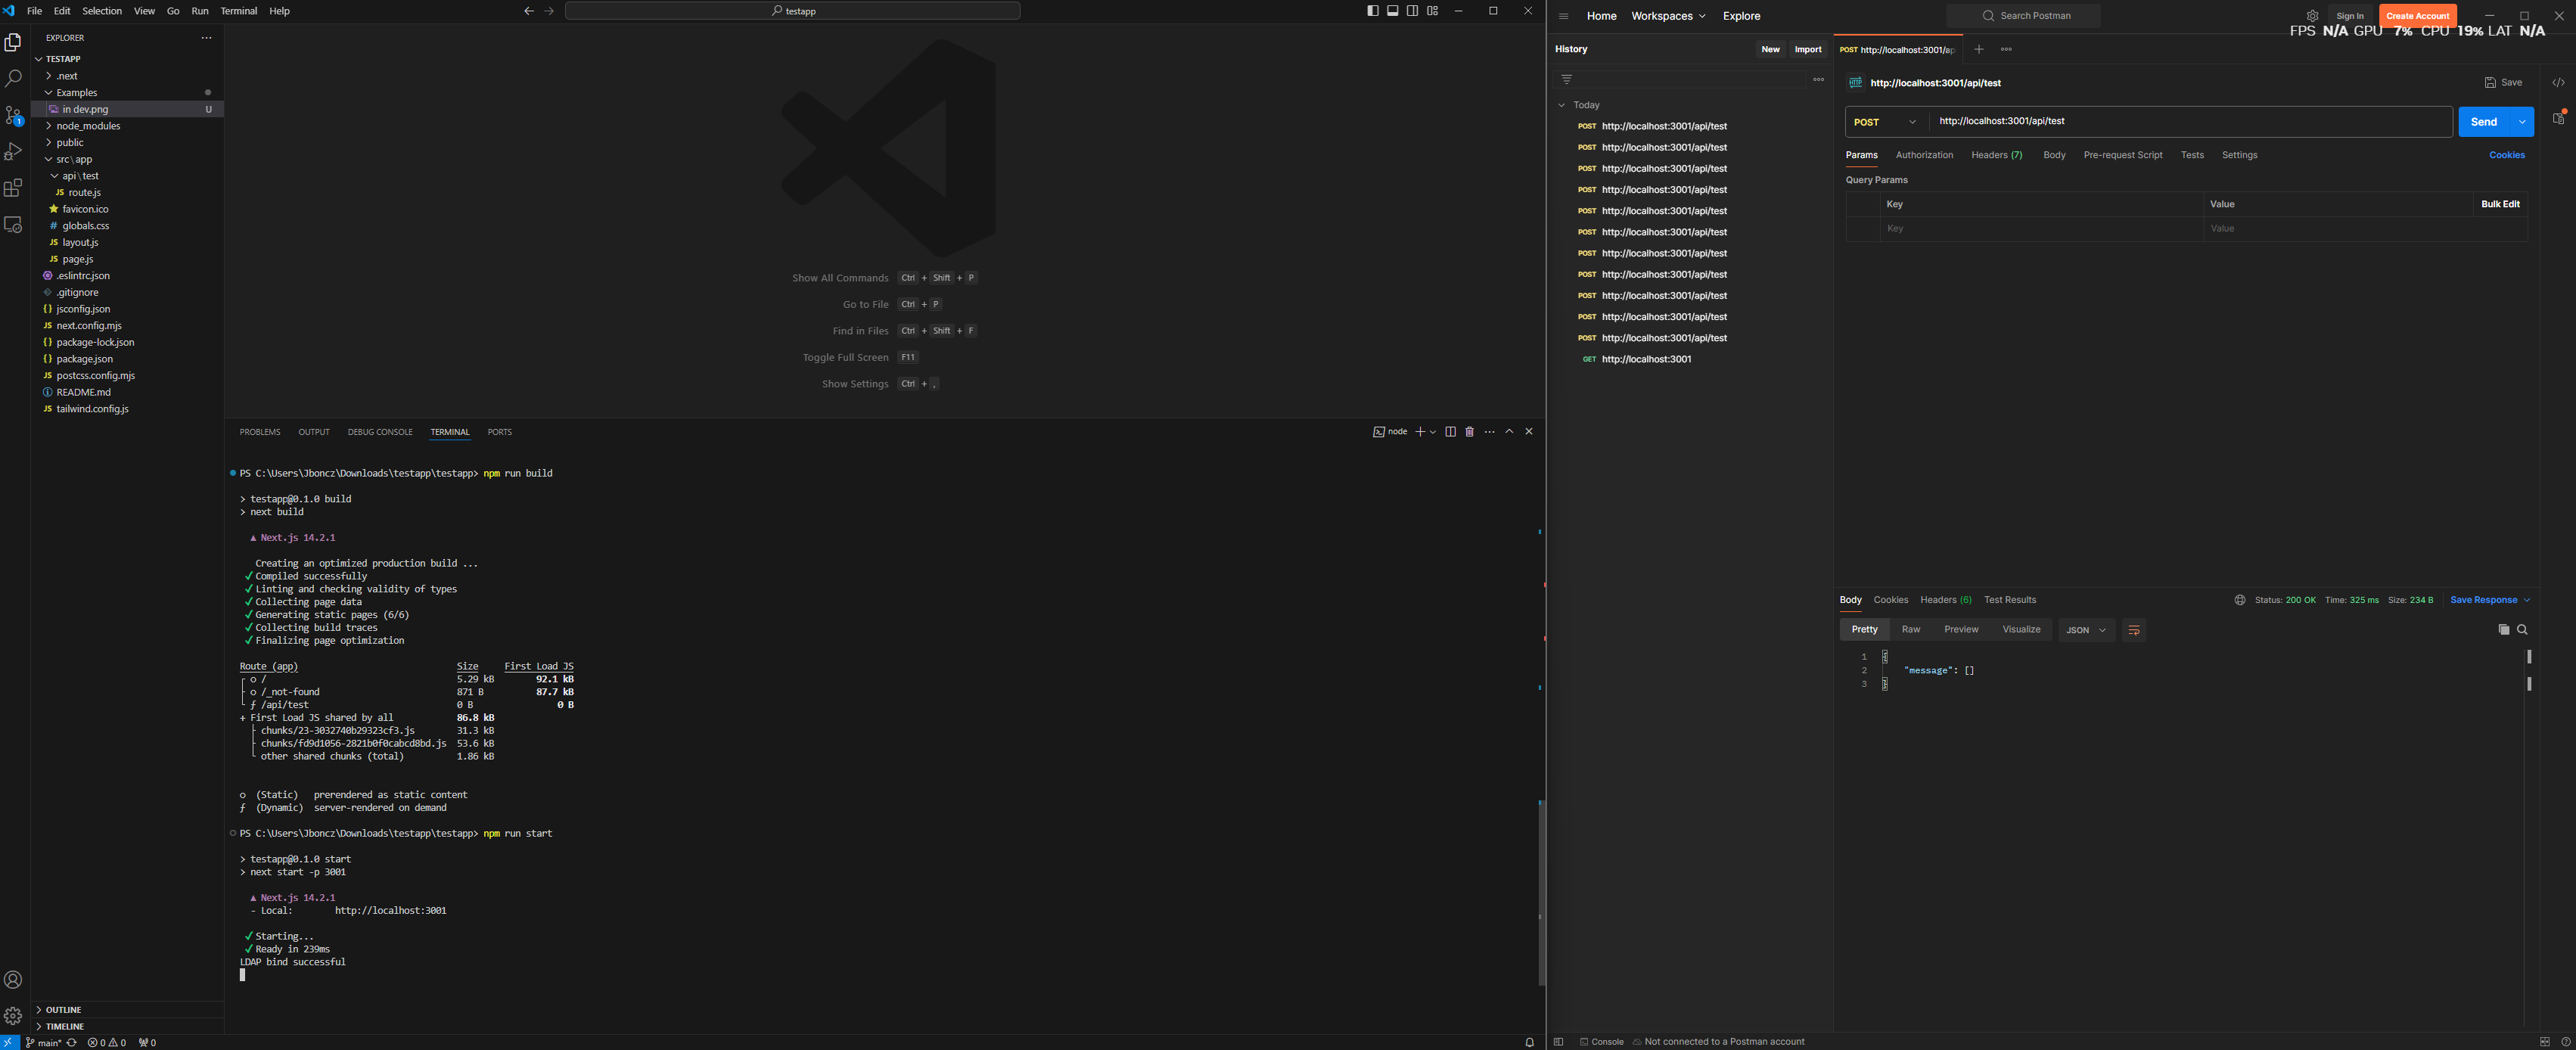 File Edit Selection View Go Run Terminal Help
testapp
EXPLORER
TESTAPP
.next
Examples
in dev.png U
node_modules
public
src\app
api\test
JS route.js
favicon.ico
# globals.css
JS layout.js
JS page.js
.eslintrc.json
.gitignore
{} jsconfig.json
JS next.config.mjs
{} package-lock.json
{} package.json
JS postcss.config.mjs
README.md
JS tailwind.config.js
OUTLINE
TIMELINE
1
Show All Commands Ctrl + Shift + P
Go to File Ctrl + P
Find in Files Ctrl + Shift + F
Toggle Full Screen F11
Show Settings Ctrl + ,
PROBLEMS OUTPUT DEBUG CONSOLE TERMINAL PORTS
node
PS C:\Users\Jboncz\Downloads\testapp\testapp> npm run build
> testapp@0.1.0 build
> next build
▲ Next.js 14.2.1
Creating an optimized production build ...
✓ Compiled successfully
✓ Linting and checking validity of types
✓ Collecting page data
✓ Generating static pages (6/6)
✓ Collecting build traces
✓ Finalizing page optimization
Route (app) Size First Load JS
┌ ○ / 5.29 kB 92.1 kB
├ ○ /_not-found 871 B 87.7 kB
└ ƒ /api/test 0 B 0 B
+ First Load JS shared by all 86.8 kB
├ chunks/23-3032740b29323cf3.js 31.3 kB
├ chunks/fd9d1056-2821b0f0cabcd8bd.js 53.6 kB
└ other shared chunks (total) 1.86 kB
○ (Static) prerendered as static content
ƒ (Dynamic) server-rendered on demand
PS C:\Users\Jboncz\Downloads\testapp\testapp> npm run start
> testapp@0.1.0 start
> next start -p 3001
▲ Next.js 14.2.1
- Local: http://localhost:3001
✓ Starting...
✓ Ready in 239ms
LDAP bind successful
main* 0 0 0
Home Workspaces Explore
Search Postman
Sign In Create Account
FPS N/A GPU 7% CPU 19% LAT N/A
History New Import
Today
POST http://localhost:3001/api/test
POST http://localhost:3001/api/test
POST http://localhost:3001/api/test
POST http://localhost:3001/api/test
POST http://localhost:3001/api/test
POST http://localhost:3001/api/test
POST http://localhost:3001/api/test
POST http://localhost:3001/api/test
POST http://localhost:3001/api/test
POST http://localhost:3001/api/test
POST http://localhost:3001/api/test
GET http://localhost:3001
POST http://localhost:3001/ap
HTTP http://localhost:3001/api/test Save
POST http://localhost:3001/api/test Send
Params Authorization Headers (7) Body Pre-request Script Tests Settings Cookies
Query Params
Key Value Bulk Edit
Key Value
Body Cookies Headers (6) Test Results Status: 200 OK Time: 325 ms Size: 234 B Save Response
Pretty Raw Preview Visualize JSON
1 {
2 "message": []
3 }
Console Not connected to a Postman account